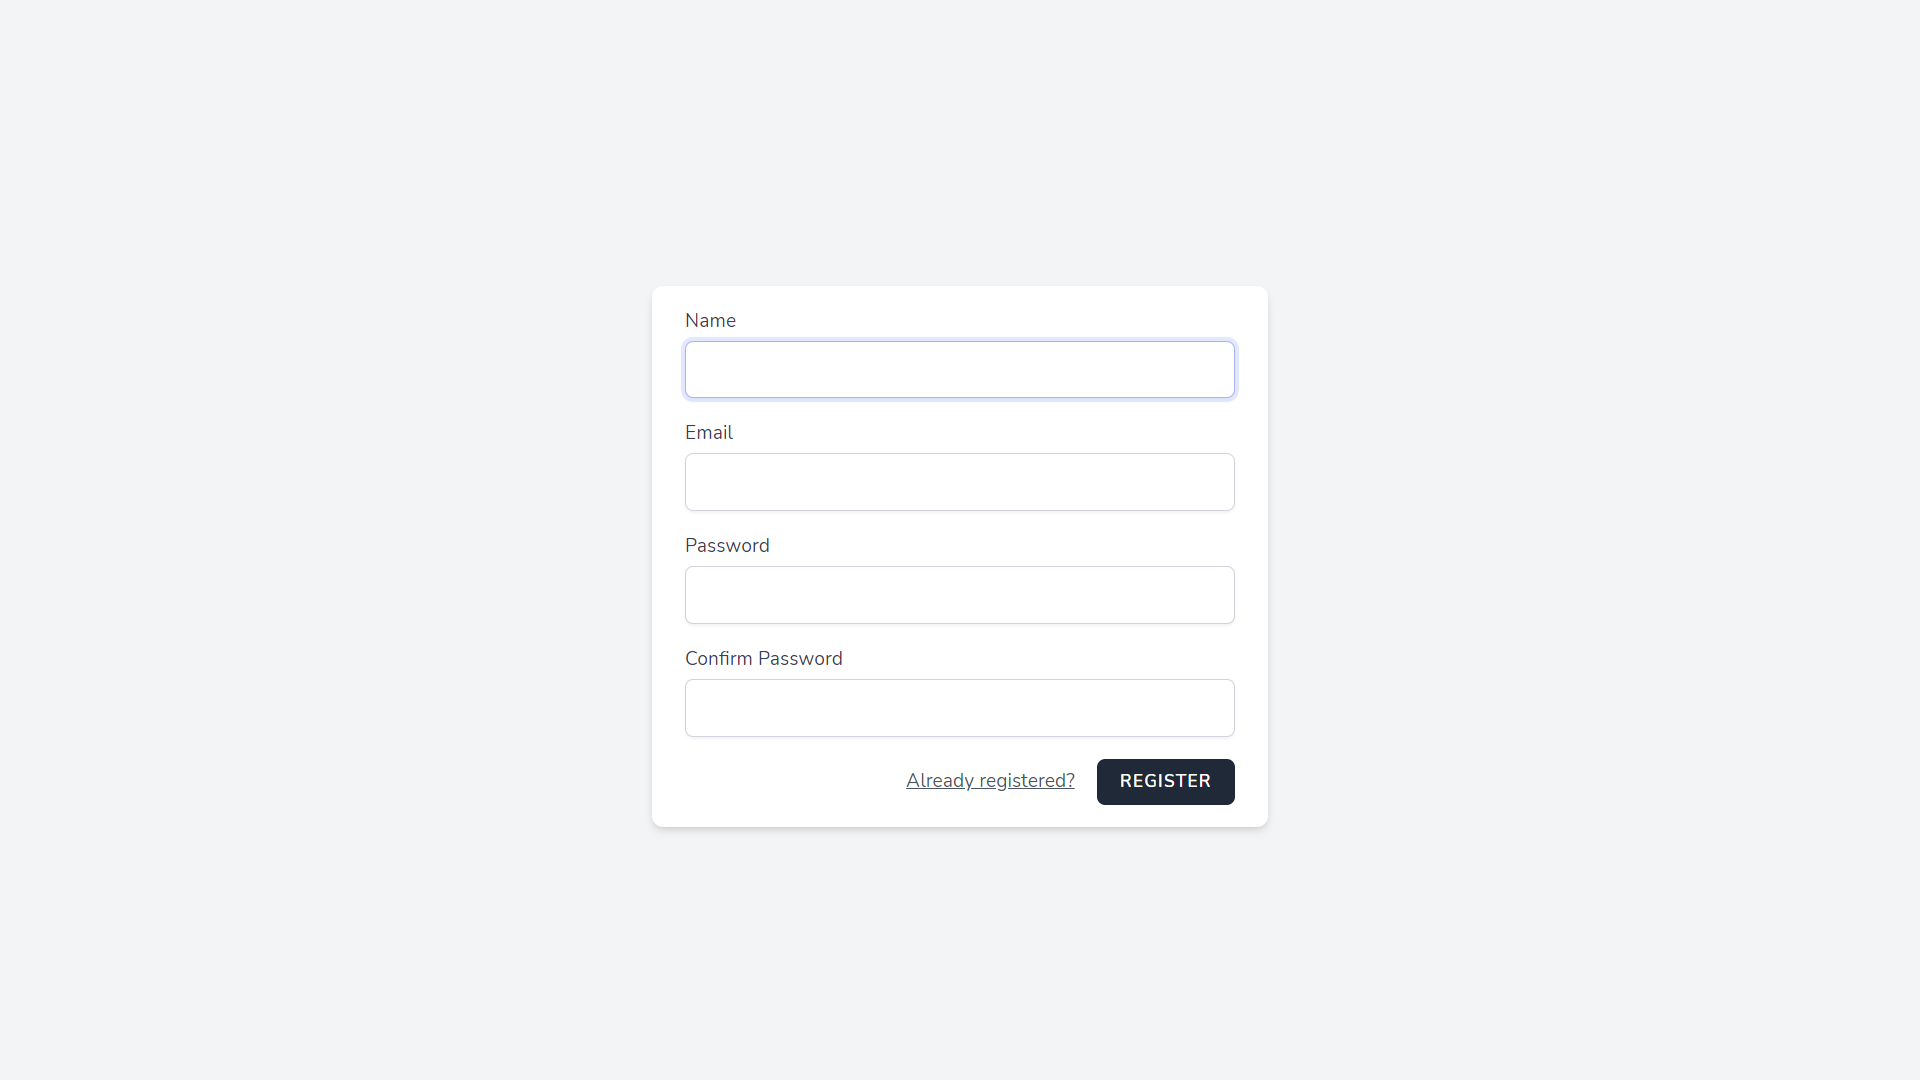 Name
Email
Password
Confirm Password
Already registered? REGISTER